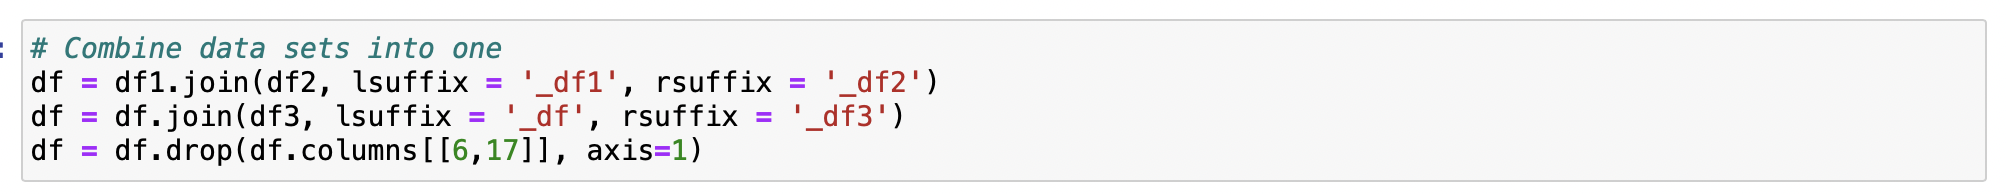 : # Combine data sets into one
df = df1.join(df2, lsuffix = '_df1', rsuffix = '_df2')
df = df.join(df3, lsuffix = '_df', rsuffix = '_df3')
df = df.drop(df.columns[[6,17]], axis=1)